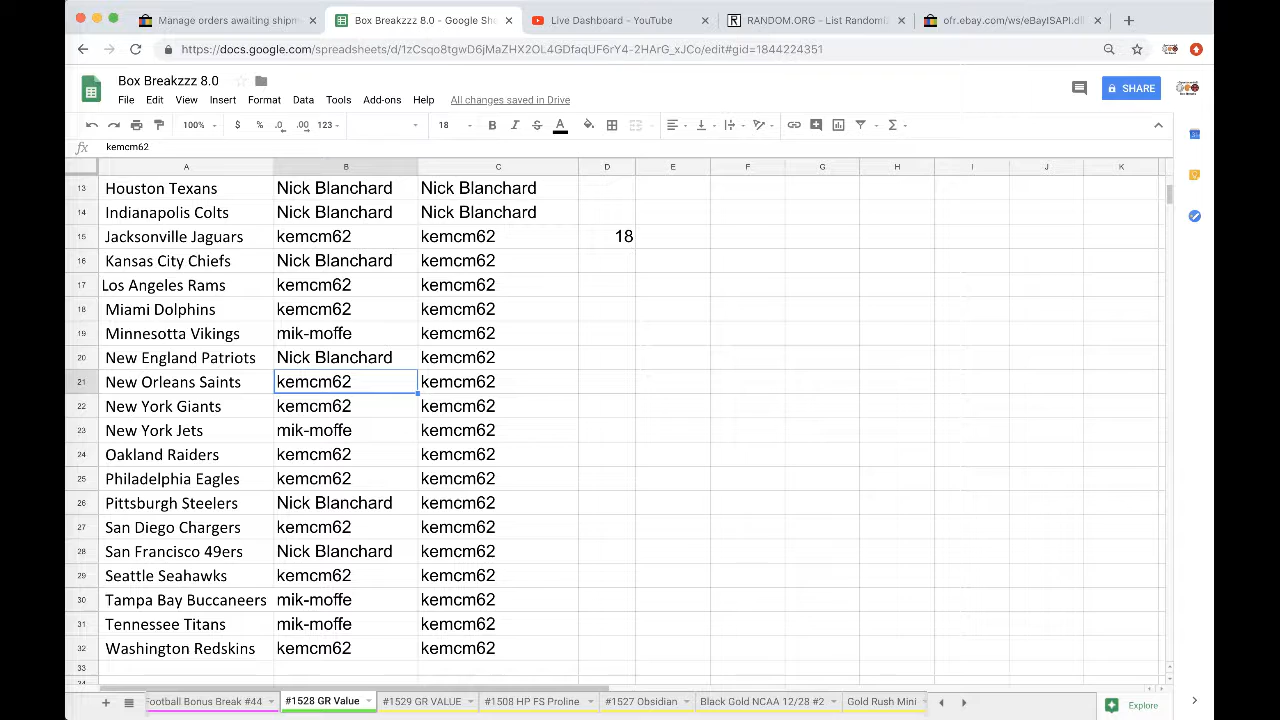 Manage orders awaiting shipm
Box Breakzzz 8.0 - Google She
Live Dashboard - YouTube
RANDOM.ORG - List Randomi
ofr.ebay.com/ws/eBayISAPI.dl
https://docs.google.com/spreadsheets/d/1zCsqo8tgwD6jMaZHX2OL4GDfaqUF6rY4-2HArG_xJCo/edit#gid=1844224351
Box Breakzzz 8.0
File Edit View Insert Format Data Tools Add-ons Help All changes saved in Drive
SHARE
100% $ % .0 .00 123 18 B I S A
fx kemcm62
A B C D E F G H I J K
13 Houston Texans Nick Blanchard Nick Blanchard
14 Indianapolis Colts Nick Blanchard Nick Blanchard
15 Jacksonville Jaguars kemcm62 kemcm62 18
16 Kansas City Chiefs Nick Blanchard kemcm62
17 Los Angeles Rams kemcm62 kemcm62
18 Miami Dolphins kemcm62 kemcm62
19 Minnesotta Vikings mik-moffe kemcm62
20 New England Patriots Nick Blanchard kemcm62
21 New Orleans Saints kemcm62 kemcm62
22 New York Giants kemcm62 kemcm62
23 New York Jets mik-moffe kemcm62
24 Oakland Raiders kemcm62 kemcm62
25 Philadelphia Eagles kemcm62 kemcm62
26 Pittsburgh Steelers Nick Blanchard kemcm62
27 San Diego Chargers kemcm62 kemcm62
28 San Francisco 49ers Nick Blanchard kemcm62
29 Seattle Seahawks kemcm62 kemcm62
30 Tampa Bay Buccaneers mik-moffe kemcm62
31 Tennessee Titans mik-moffe kemcm62
32 Washington Redskins kemcm62 kemcm62
33
Football Bonus Break #44 #1528 GR Value #1529 GR VALUE #1508 HP FS Proline #1527 Obsidian Black Gold NCAA 12/28 #2 Gold Rush Mini
Explore